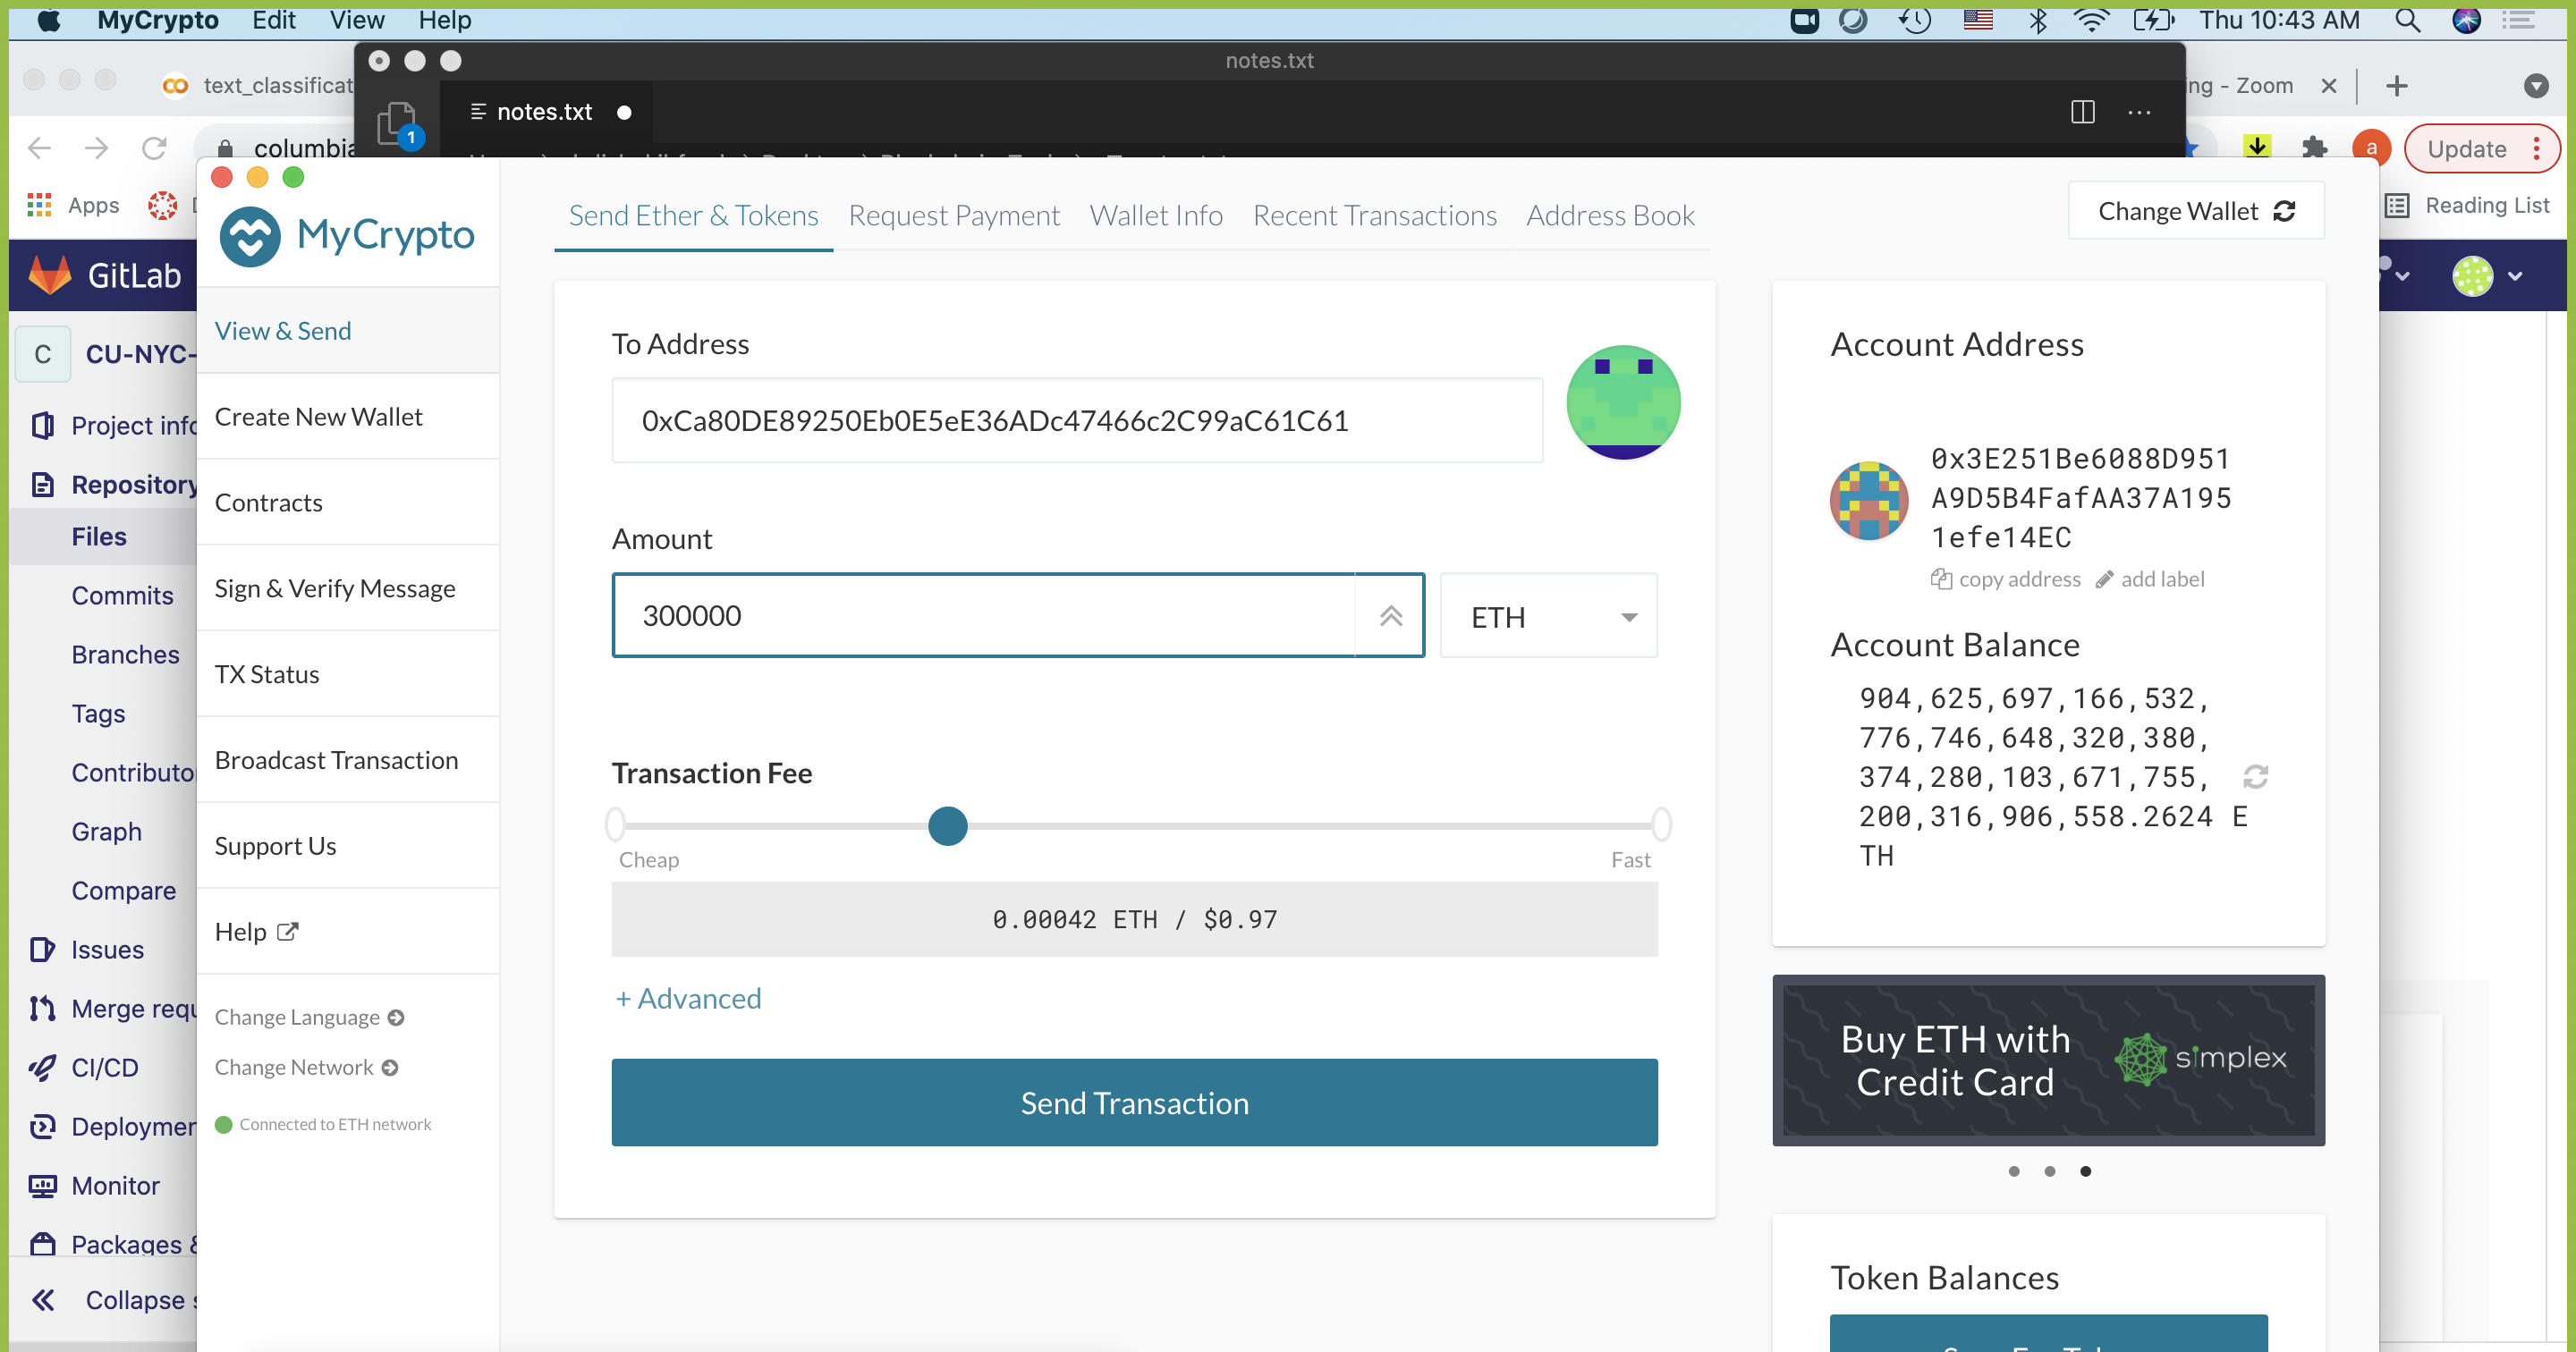 MyCrypto Edit View Help Thu 10:43 AM
notes.txt
text_classificat
notes.txt
ng - Zoom
1
columbia
a
Update
Apps
Reading List
MyCrypto
Send Ether & Tokens Request Payment Wallet Info Recent Transactions Address Book
Change Wallet
GitLab
C
CU-NYC-
Project info
Repository
Files
Commits
Branches
Tags
Contributo
Graph
Compare
Issues
Merge requ
CI/CD
Deploymen
Monitor
Packages &
Collapse s
View & Send
Create New Wallet
Contracts
Sign & Verify Message
TX Status
Broadcast Transaction
Support Us
Help
Change Language
Change Network
Connected to ETH network
To Address
0xCa80DE89250Eb0E5eE36ADc47466c2C99aC61C61
Amount
300000
ETH
Transaction Fee
Cheap
Fast
0.00042 ETH / $0.97
+ Advanced
Send Transaction
Account Address
0x3E251Be6088D951
A9D5B4FafAA37A195
1efe14EC
copy address add label
Account Balance
904,625,697,166,532,
776,746,648,320,380,
374,280,103,671,755,
200,316,906,558.2624 E
TH
Buy ETH with
Credit Card
simplex
Token Balances